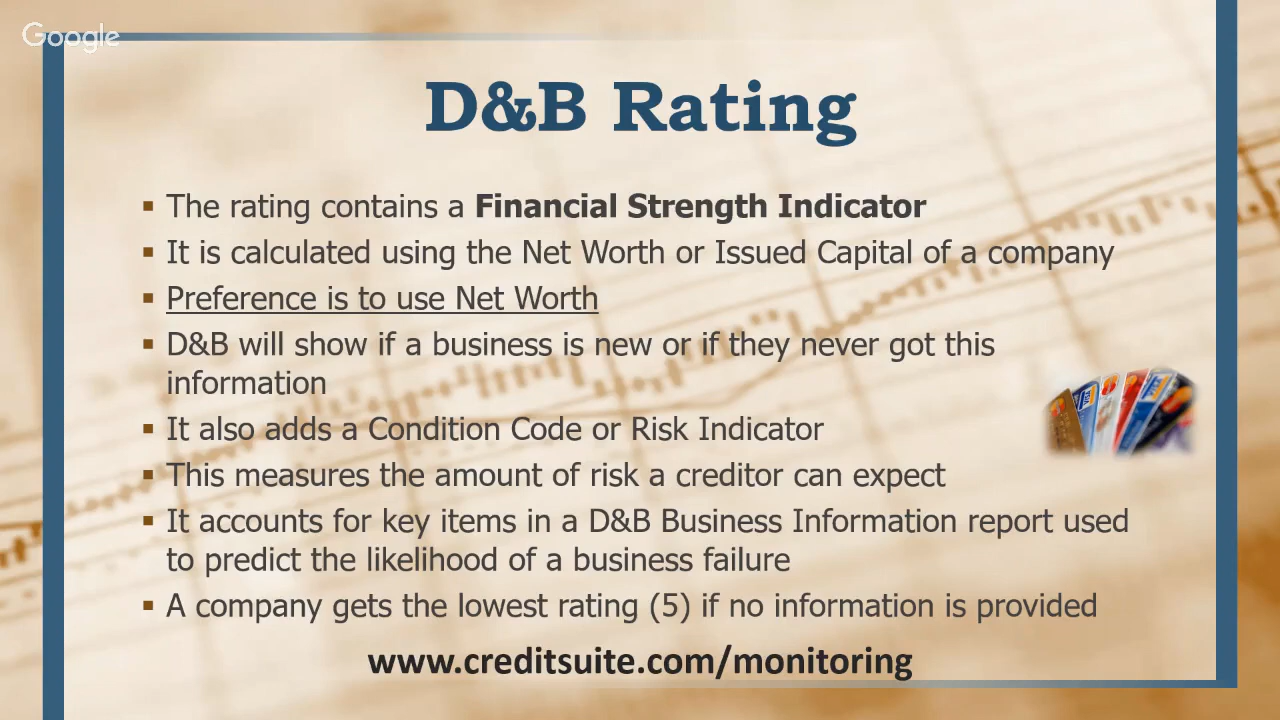 Google
D&B Rating
▪ The rating contains a Financial Strength Indicator
▪ It is calculated using the Net Worth or Issued Capital of a company
▪ Preference is to use Net Worth
▪ D&B will show if a business is new or if they never got this
information
▪ It also adds a Condition Code or Risk Indicator
▪ This measures the amount of risk a creditor can expect
▪ It accounts for key items in a D&B Business Information report used
to predict the likelihood of a business failure
▪ A company gets the lowest rating (5) if no information is provided
www.creditsuite.com/monitoring